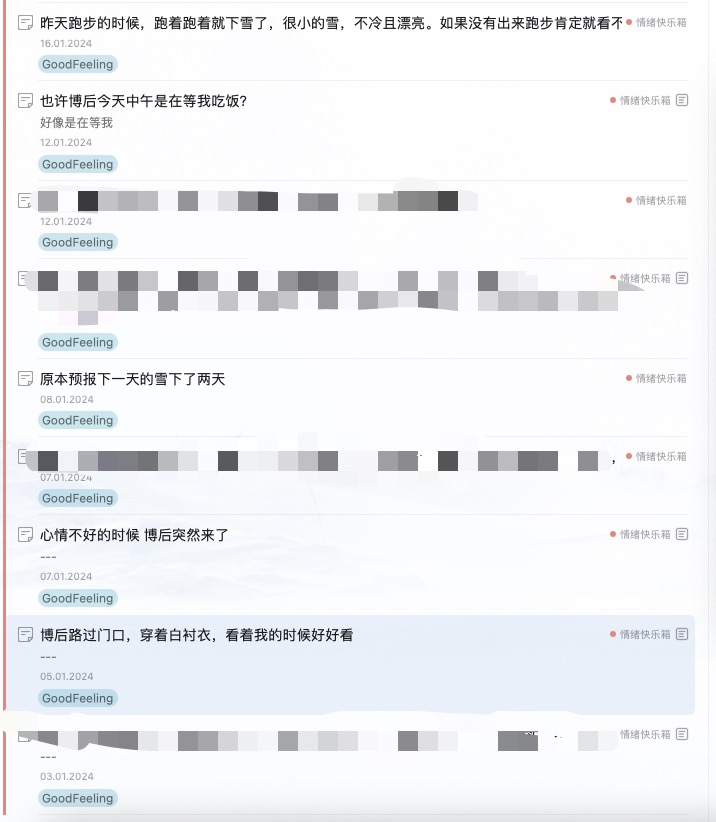 昨天跑步的时候，跑着跑着就下雪了，很小的雪，不冷且漂亮。如果没有出来跑步肯定就看不 情绪快乐箱
16.01.2024
GoodFeeling
也许博后今天中午是在等我吃饭? 情绪快乐箱
好像是在等我
12.01.2024
GoodFeeling
情绪快乐箱
12.01.2024
GoodFeeling
情绪快乐箱
GoodFeeling
原本预报下一天的雪下了两天 情绪快乐箱
08.01.2024
GoodFeeling
， 情绪快乐箱
07.01.2024
GoodFeeling
心情不好的时候 博后突然来了 情绪快乐箱
---
07.01.2024
GoodFeeling
博后路过门口，穿着白衬衣，看着我的时候好好看 情绪快乐箱
---
05.01.2024
GoodFeeling
情绪快乐箱
---
03.01.2024
GoodFeeling